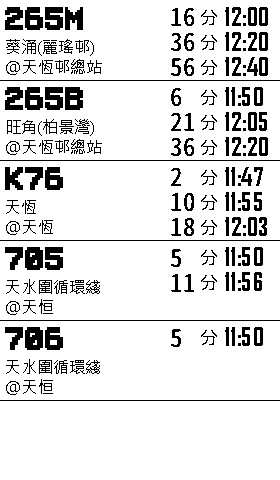 265M 16 分 12:00
葵涌(麗瑤邨) 36 分 12:20
@天恆邨總站 56 分 12:40
265B 6 分 11:50
旺角(柏景灣) 21 分 12:05
@天恆邨總站 36 分 12:20
K76 2 分 11:47
天恆 10 分 11:55
@天恆 18 分 12:03
705 5 分 11:50
天水圍循環綫 11 分 11:56
@天恒
706 5 分 11:50
天水圍循環綫
@天恒